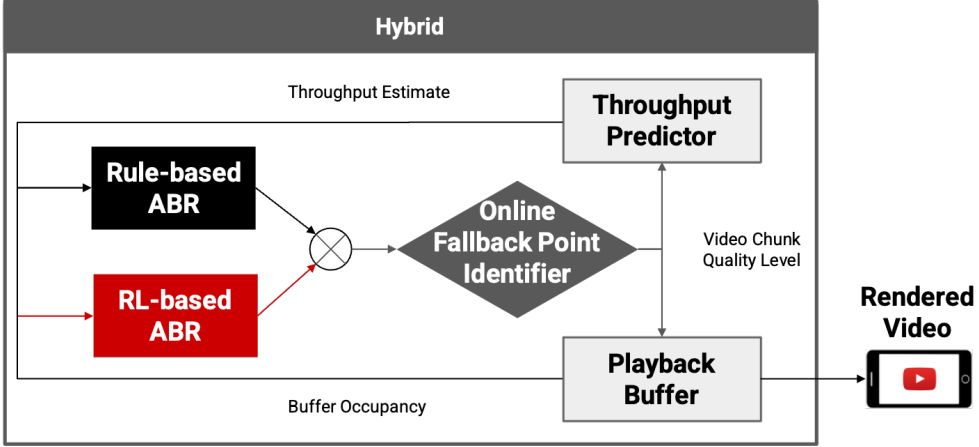 Hybrid
Throughput Estimate
Throughput
Predictor
Rule-based
ABR
Online
Fallback Point
Identifier
Video Chunk
Quality Level
RL-based
ABR
Rendered
Video
Playback
Buffer
Buffer Occupancy